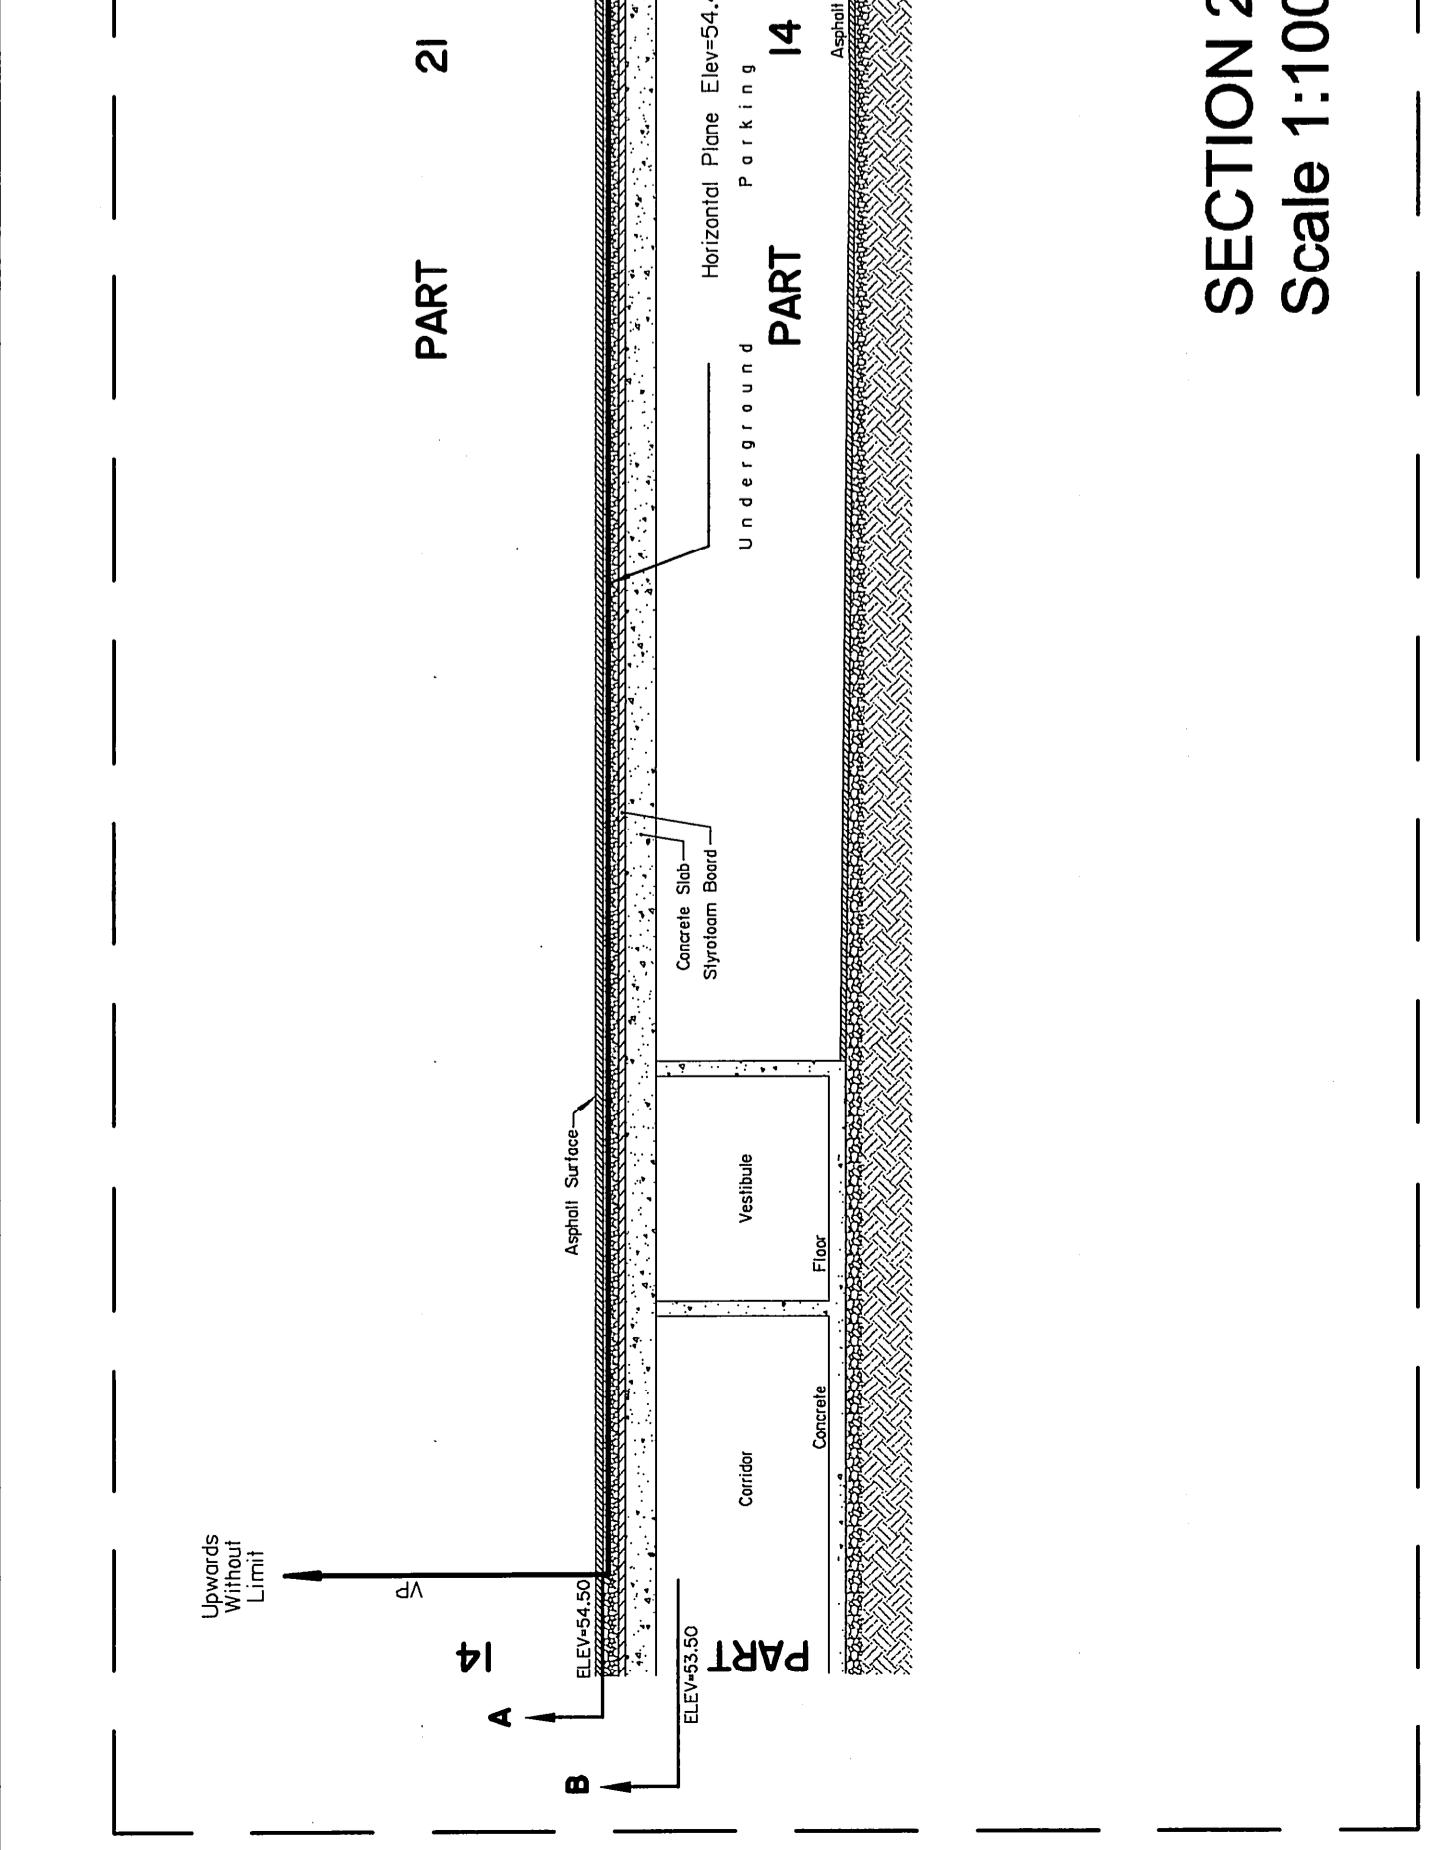 Upwards
Without
Limit
VP
PART 21
14
A
ELEV=54.50
Asphalt Surface
B
ELEV=53.50
PART
Concrete Slab
Styrofoam Board
Horizontal Plane Elev=54.4
Underground Parking
PART 14
Corridor
Vestibule
Concrete Floor
Asphalt
SECTION 2
Scale 1:100